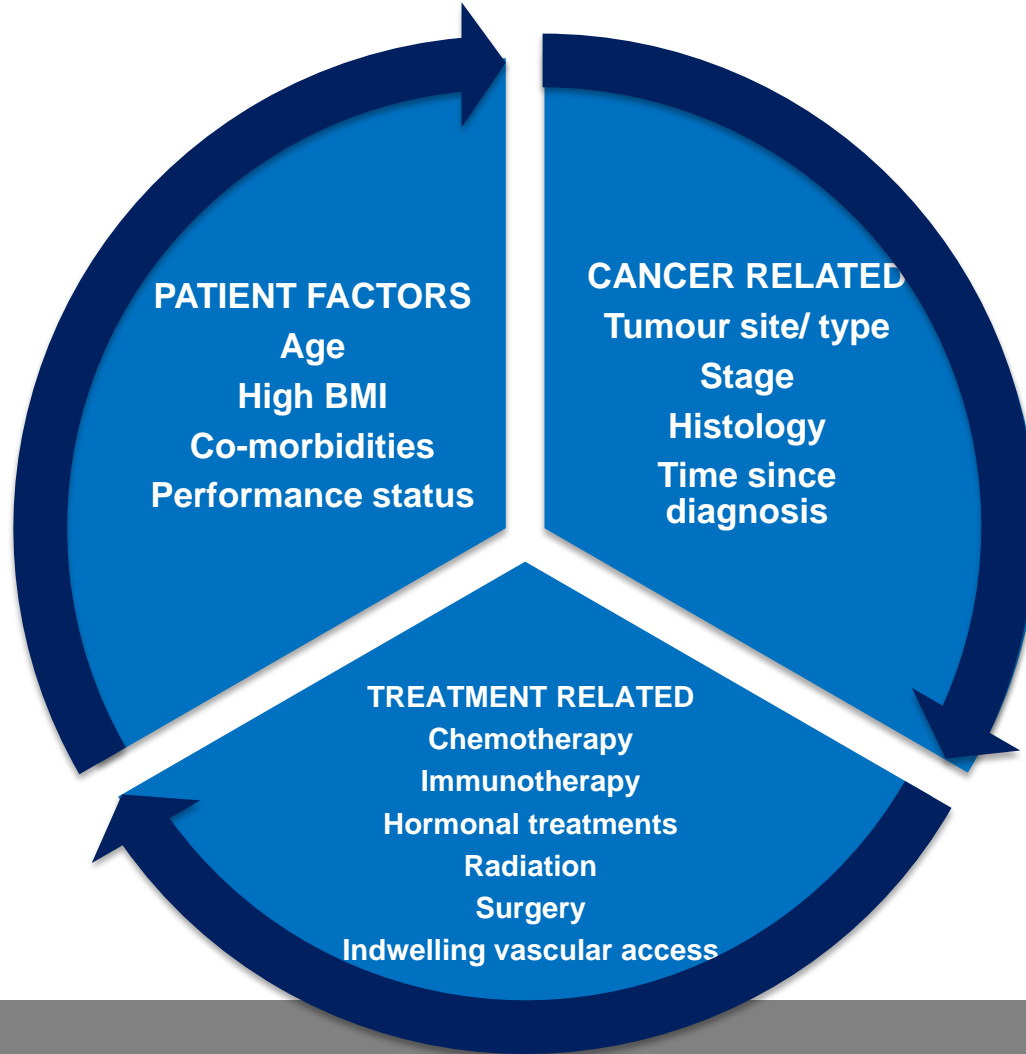 PATIENT FACTORS
Age
High BMI
Co-morbidities
Performance status
CANCER RELATED
Tumour site/ type
Stage
Histology
Time since
diagnosis
TREATMENT RELATED
Chemotherapy
Immunotherapy
Hormonal treatments
Radiation
Surgery
Indwelling vascular access